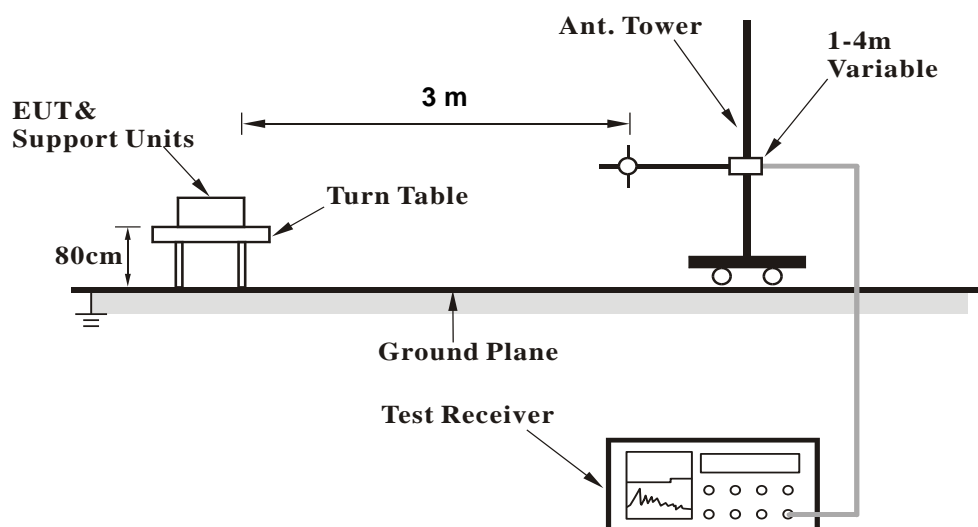 Ant. Tower
1-4m
Variable
3 m
EUT&
Support Units
Turn Table
80cm
Ground Plane
Test Receiver